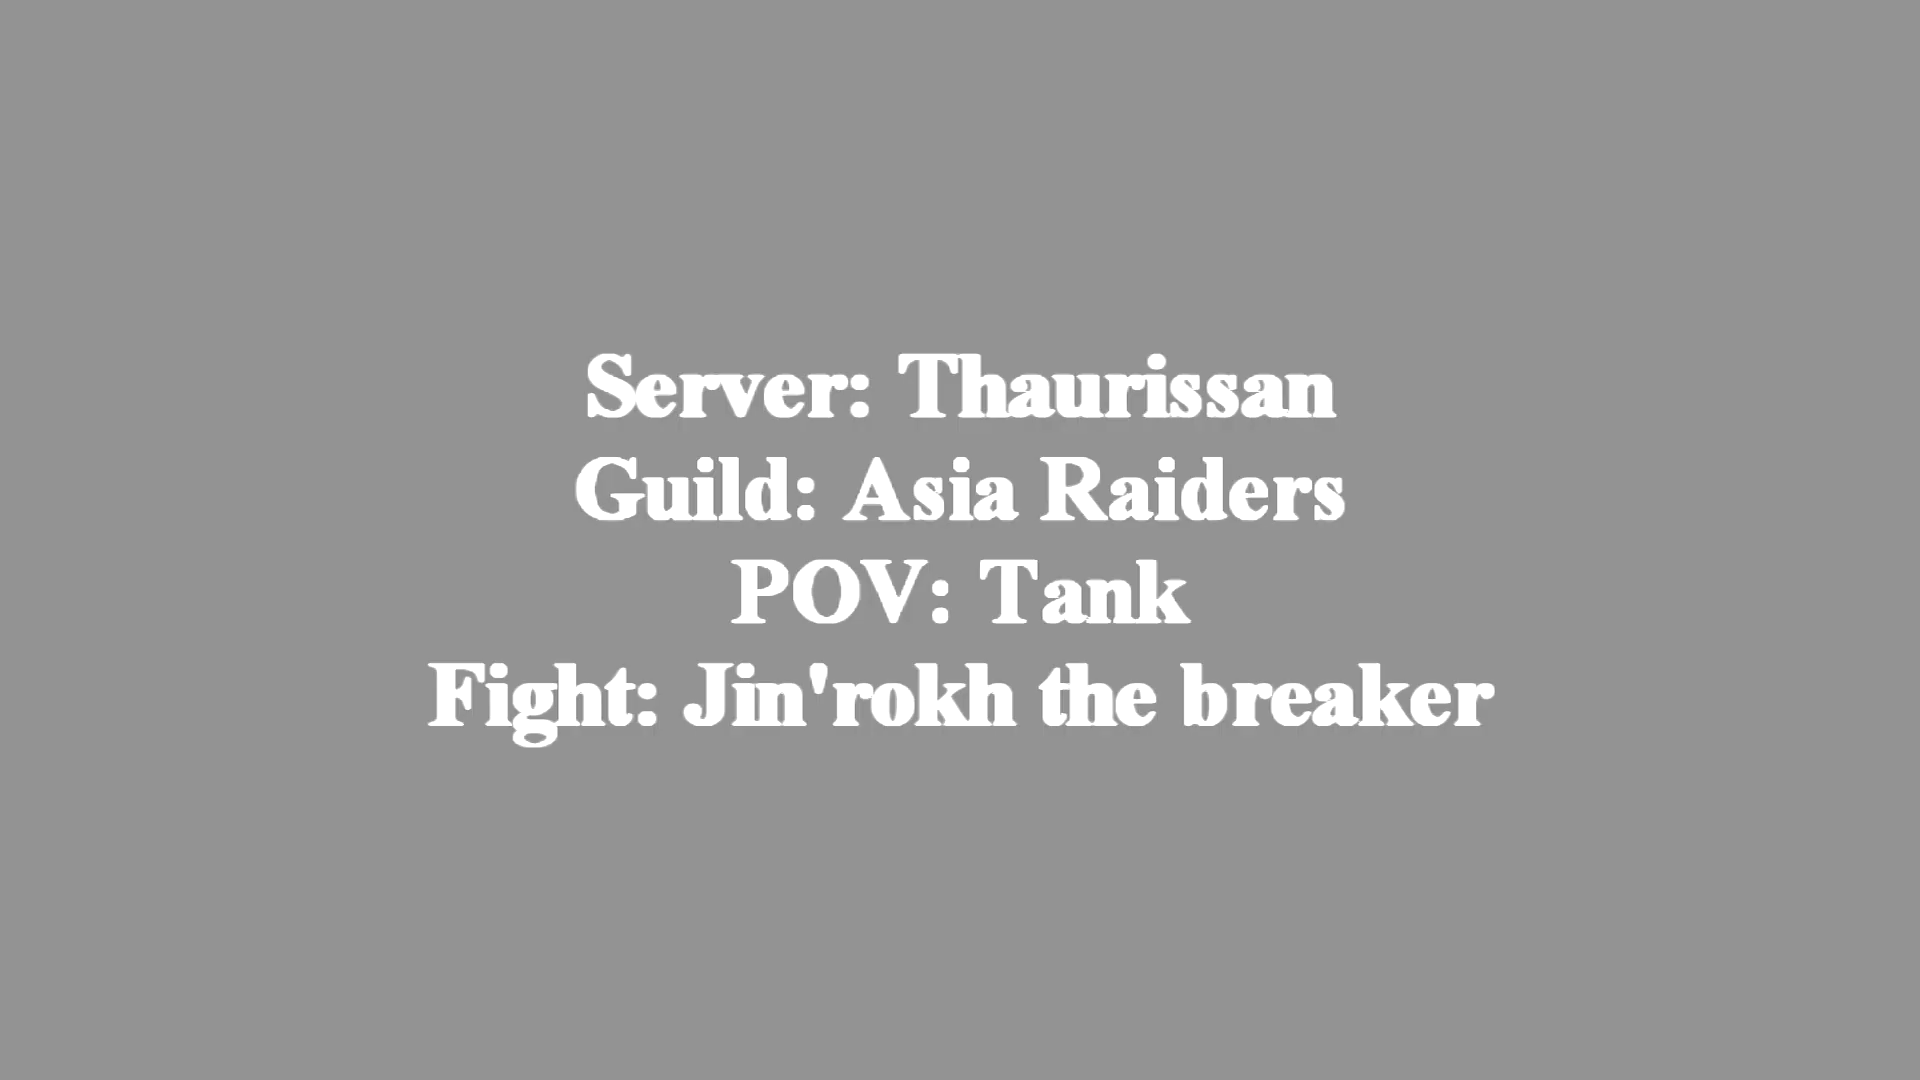 Server: Thaurissan
Guild: Asia Raiders
POV: Tank
Fight: Jin'rokh the breaker